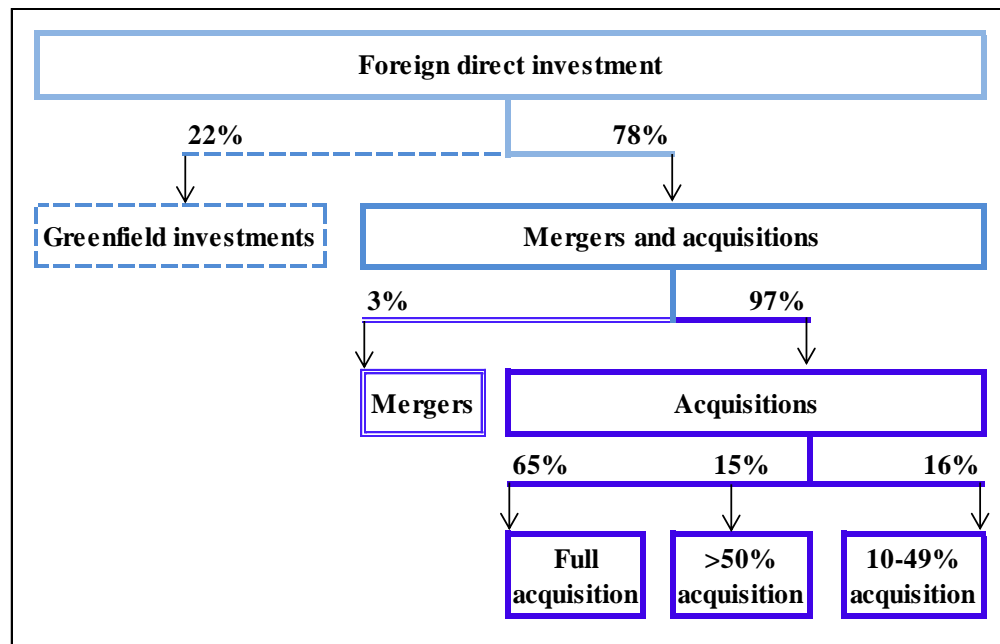 Foreign direct investment
22%
78%
Greenfield investments
Mergers and acquisitions
3%
97%
Mergers
Acquisitions
65%
15%
16%
Full
acquisition
>50%
acquisition
10-49%
acquisition